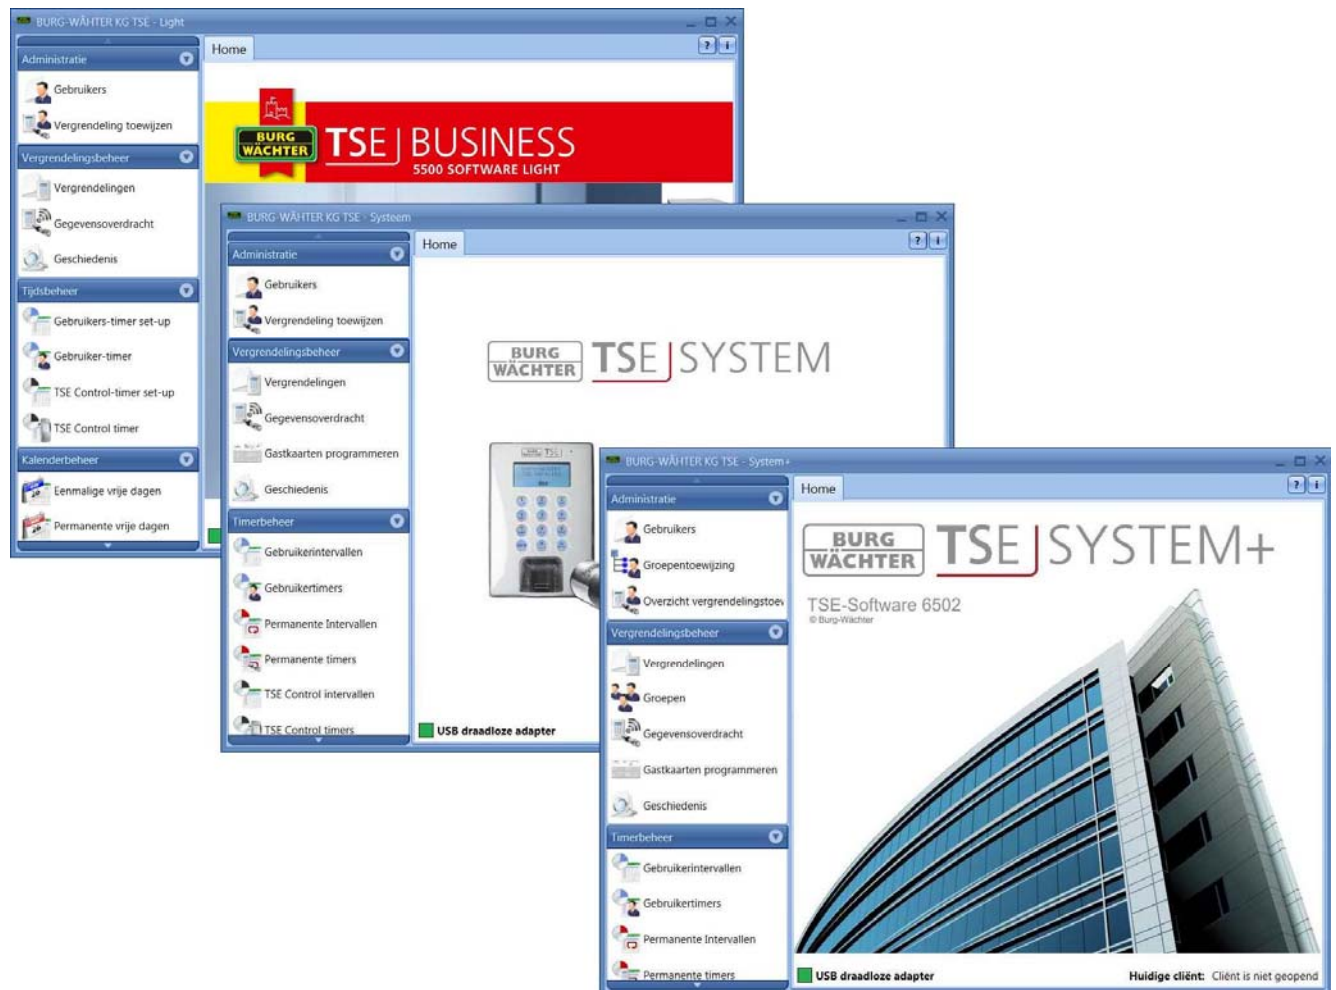 BURG-WÄHTER KG TSE - Light
Home
? i
Administratie
Gebruikers
Vergrendeling toewijzen
Vergrendelingsbeheer
Vergrendelingen
Gegevensoverdracht
Geschiedenis
Tijdsbeheer
Gebruikers-timer set-up
Gebruiker-timer
TSE Control-timer set-up
TSE Control timer
Kalenderbeheer
Eenmalige vrije dagen
Permanente vrije dagen
BURG
WÄCHTER
TSE BUSINESS
5500 SOFTWARE LIGHT
BURG-WÄHTER KG TSE - Systeem
Home
? i
Administratie
Gebruikers
Vergrendeling toewijzen
Vergrendelingsbeheer
Vergrendelingen
Gegevensoverdracht
Gastkaarten programmeren
Geschiedenis
Timerbeheer
Gebruikerintervallen
Gebruikertimers
Permanente Intervallen
Permanente timers
TSE Control intervallen
TSE Control timers
BURG
WÄCHTER
TSE SYSTEM
USB draadloze adapter
BURG-WÄHTER KG TSE - System+
Home
? i
Administratie
Gebruikers
Groepentoewijzing
Overzicht vergrendelingstoev
Vergrendelingsbeheer
Vergrendelingen
Groepen
Gegevensoverdracht
Gastkaarten programmeren
Geschiedenis
Timerbeheer
Gebruikerintervallen
Gebruikertimers
Permanente Intervallen
Permanente timers
BURG
WÄCHTER
TSE SYSTEM+
TSE-Software 6502
© Burg-Wächter
USB draadloze adapter
Huidige cliënt: Cliënt is niet geopend